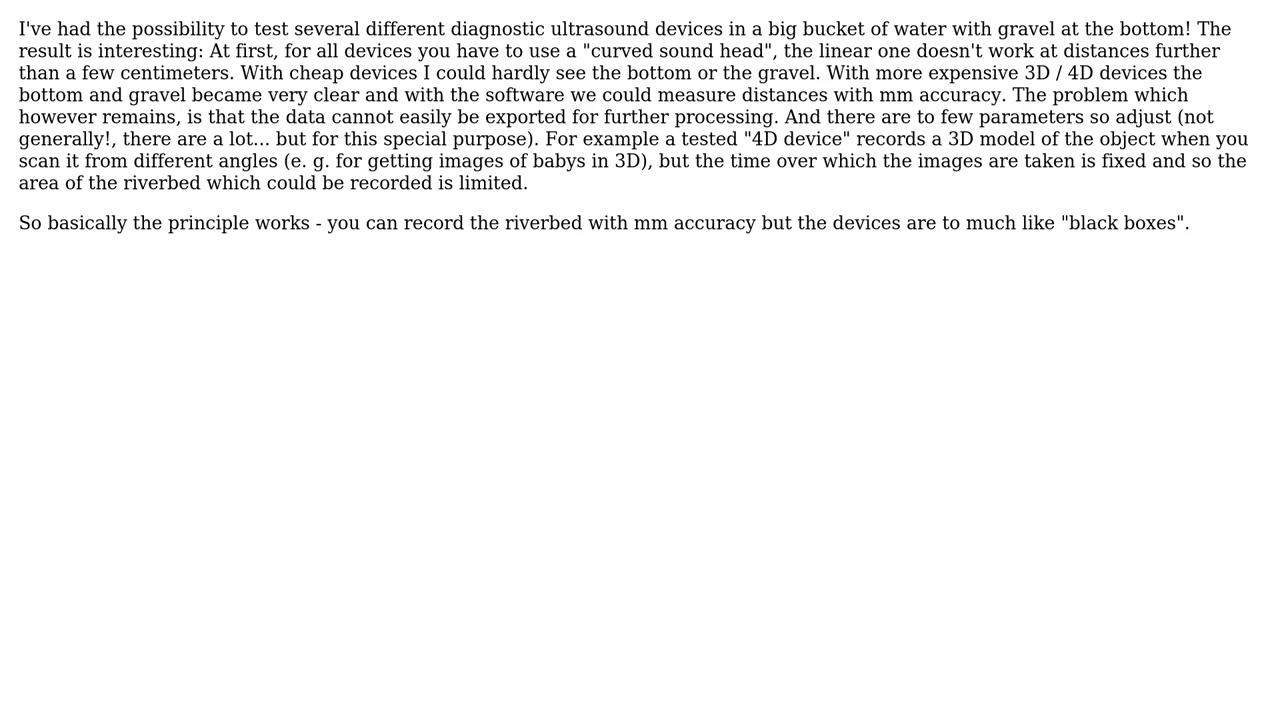 I've had the possibility to test several different diagnostic ultrasound devices in a big bucket of water with gravel at the bottom! The
result is interesting: At first, for all devices you have to use a "curved sound head", the linear one doesn't work at distances further
than a few centimeters. With cheap devices I could hardly see the bottom or the gravel. With more expensive 3D / 4D devices the
bottom and gravel became very clear and with the software we could measure distances with mm accuracy. The problem which
however remains, is that the data cannot easily be exported for further processing. And there are to few parameters so adjust (not
generally!, there are a lot... but for this special purpose). For example a tested "4D device" records a 3D model of the object when you
scan it from different angles (e. g. for getting images of babys in 3D), but the time over which the images are taken is fixed and so the
area of the riverbed which could be recorded is limited.
So basically the principle works - you can record the riverbed with mm accuracy but the devices are to much like "black boxes".